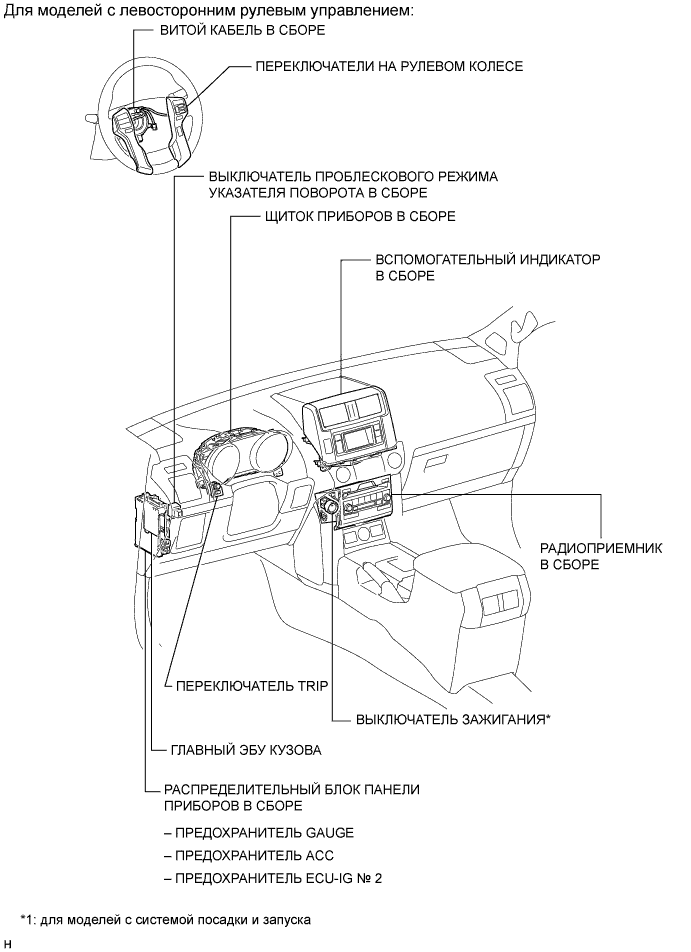 Для моделей с левосторонним рулевым управлением:
ВИТОЙ КАБЕЛЬ В СБОРЕ
ПЕРЕКЛЮЧАТЕЛИ НА РУЛЕВОМ КОЛЕСЕ
ВЫКЛЮЧАТЕЛЬ ПРОБЛЕСКОВОГО РЕЖИМА
УКАЗАТЕЛЯ ПОВОРОТА В СБОРЕ
ЩИТОК ПРИБОРОВ В СБОРЕ
ВСПОМОГАТЕЛЬНЫЙ ИНДИКАТОР
В СБОРЕ
РАДИОПРИЕМНИК
В СБОРЕ
ПЕРЕКЛЮЧАТЕЛЬ TRIP
ВЫКЛЮЧАТЕЛЬ ЗАЖИГАНИЯ*
ГЛАВНЫЙ ЭБУ КУЗОВА
РАСПРЕДЕЛИТЕЛЬНЫЙ БЛОК ПАНЕЛИ
ПРИБОРОВ В СБОРЕ
– ПРЕДОХРАНИТЕЛЬ GAUGE
– ПРЕДОХРАНИТЕЛЬ ACC
– ПРЕДОХРАНИТЕЛЬ ECU-IG № 2
*1: для моделей с системой посадки и запуска
Н